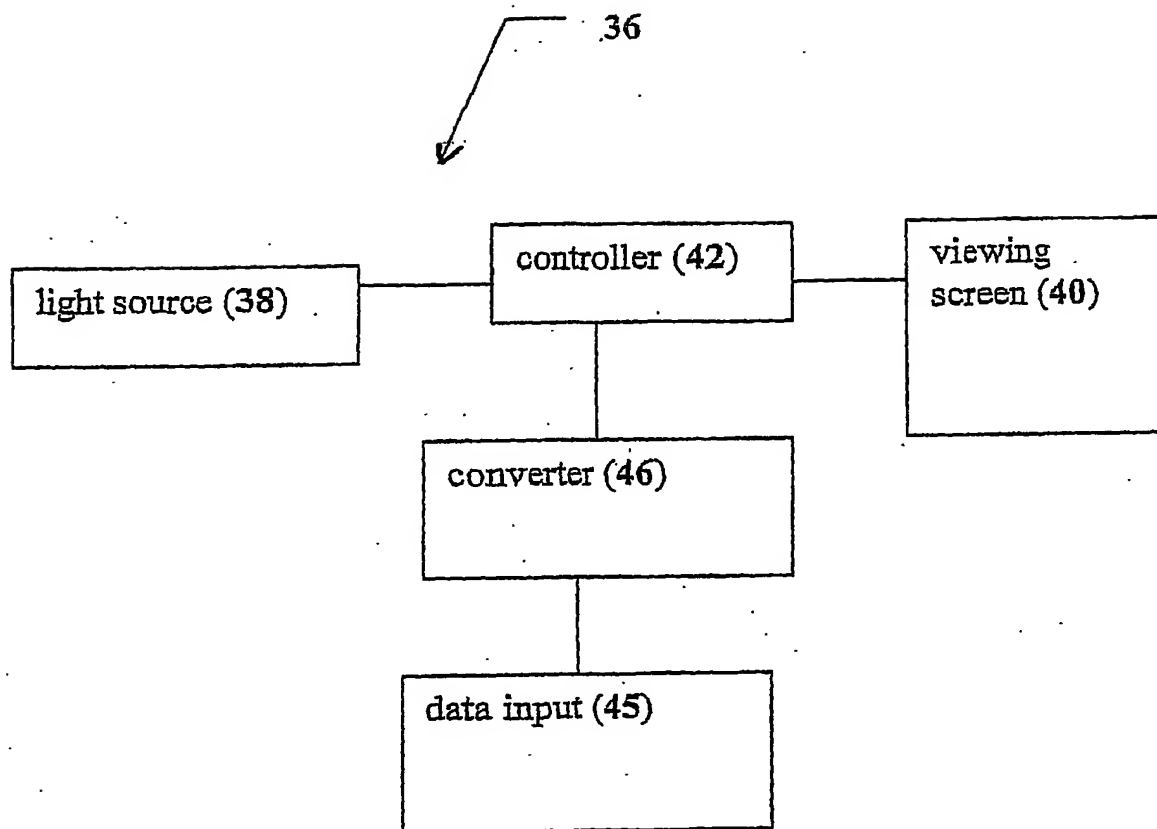 36
controller (42)
viewing
screen (40)
light source (38)
converter (46)
data input (45)